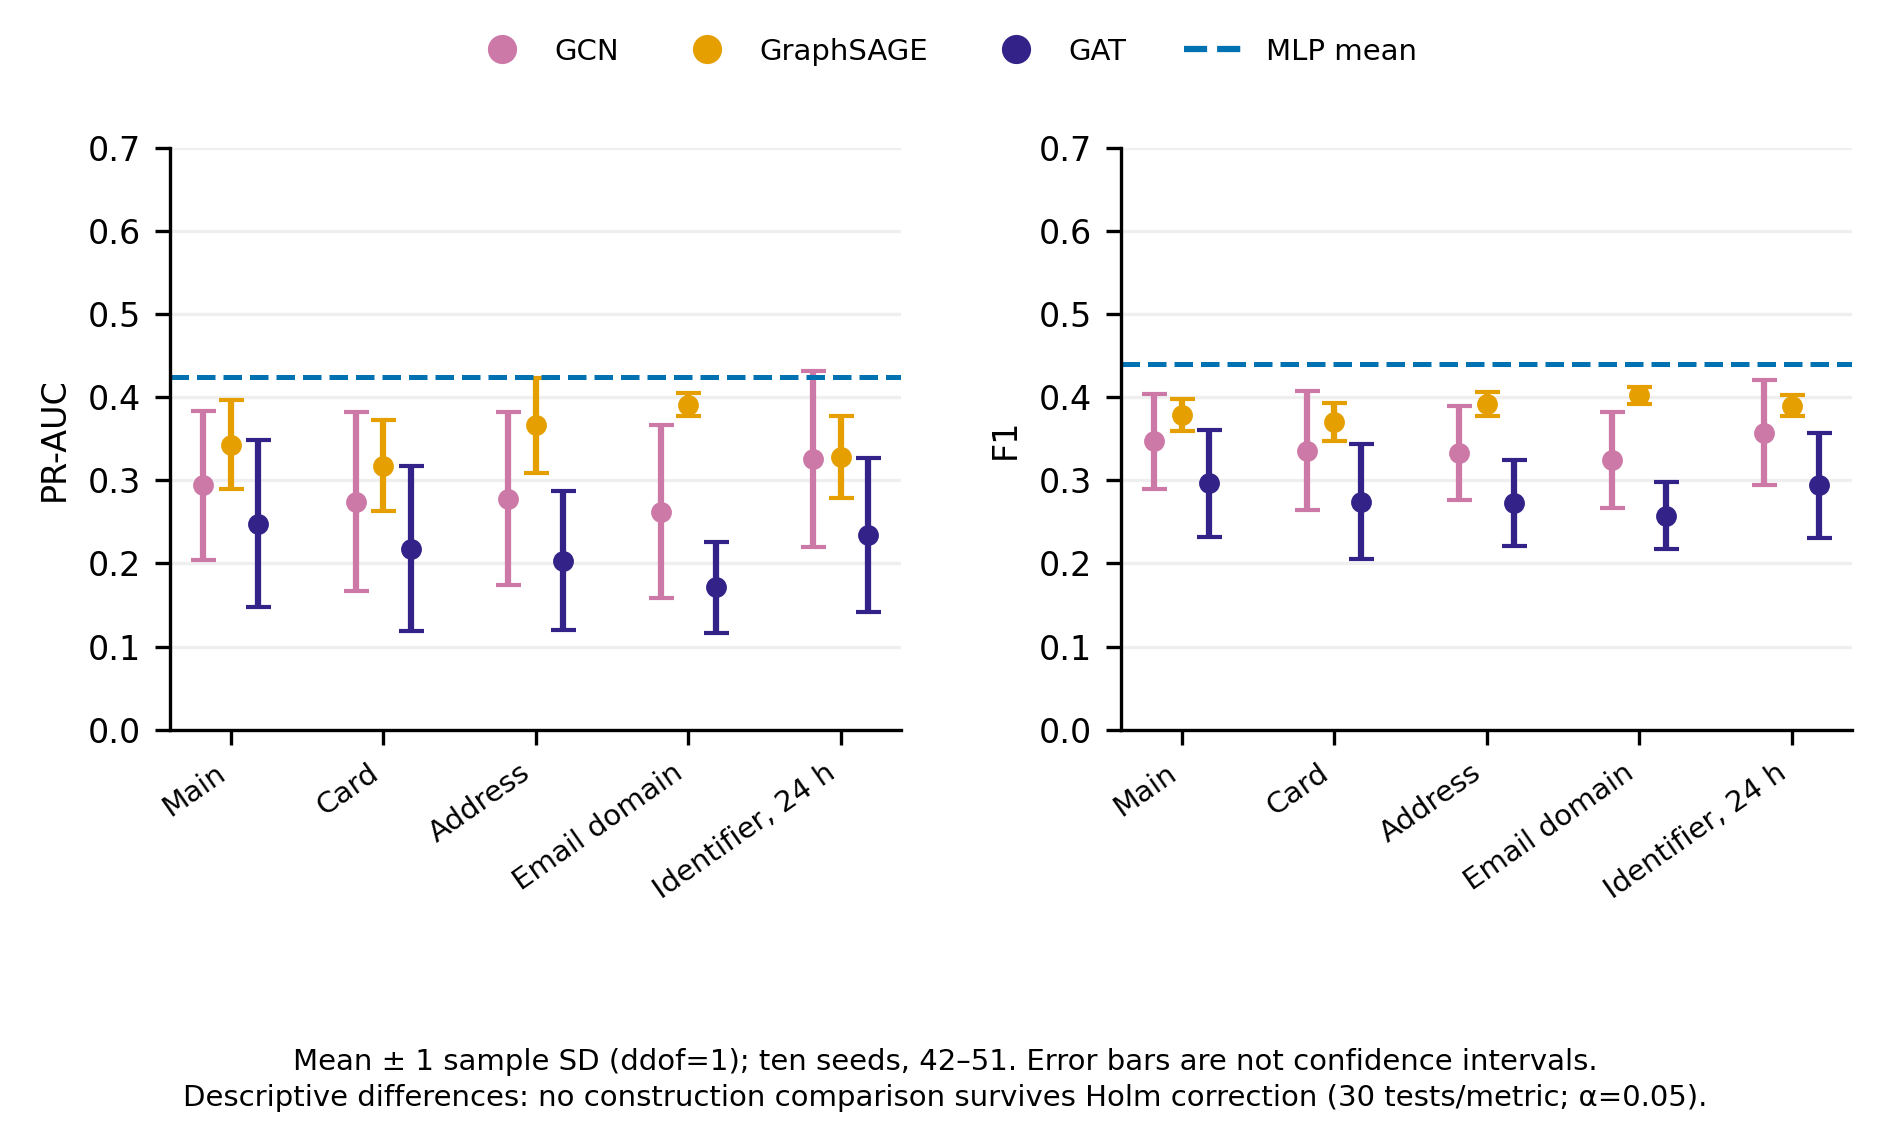 GCN GraphSAGE GAT MLP mean
PR-AUC
0.7
0.6
0.5
0.4
0.3
0.2
0.1
0.0
Main
Card
Address
Email domain
Identifier, 24 h
F1
0.7
0.6
0.5
0.4
0.3
0.2
0.1
0.0
Main
Card
Address
Email domain
Identifier, 24 h
Mean ± 1 sample SD (ddof=1); ten seeds, 42–51. Error bars are not confidence intervals.
Descriptive differences: no construction comparison survives Holm correction (30 tests/metric; α=0.05).